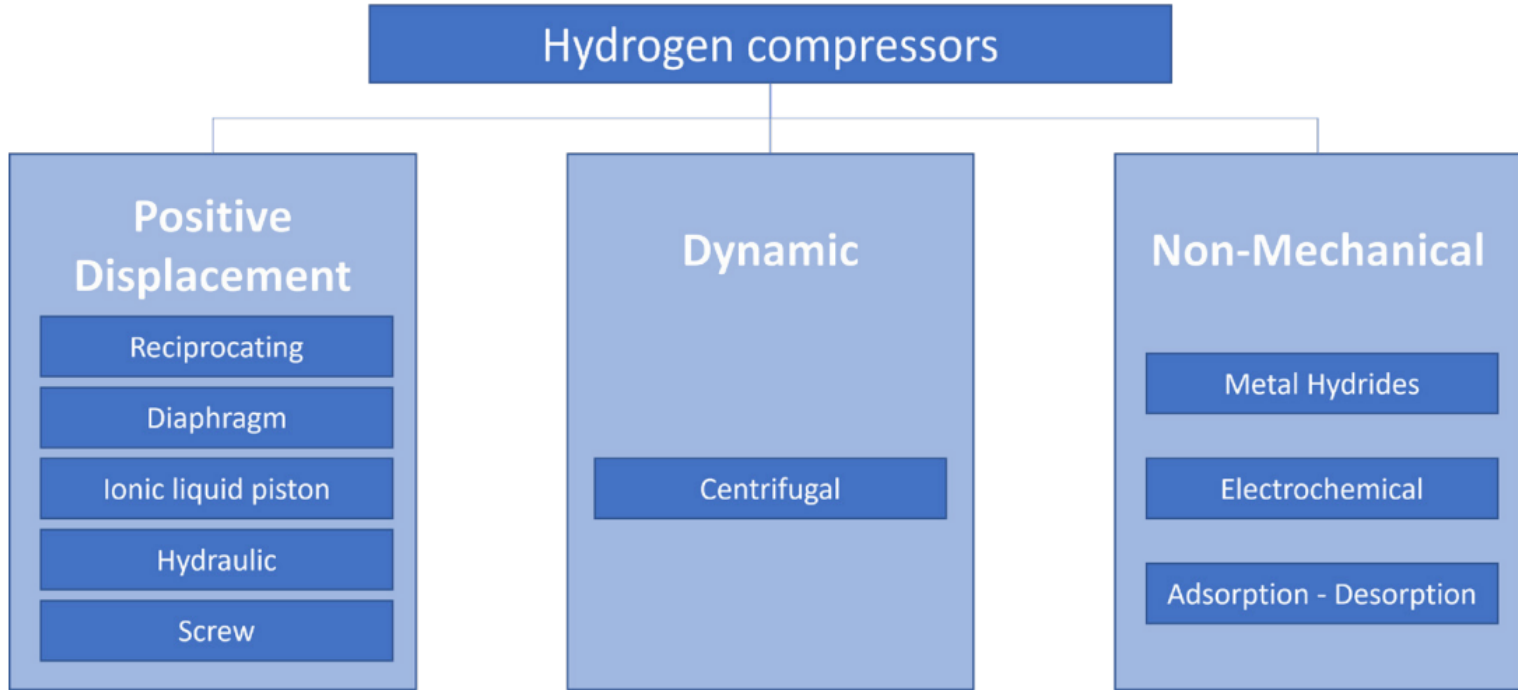 Hydrogen compressors
Positive
Displacement
Reciprocating
Diaphragm
Ionic liquid piston
Hydraulic
Screw
Dynamic
Centrifugal
Non-Mechanical
Metal Hydrides
Electrochemical
Adsorption - Desorption